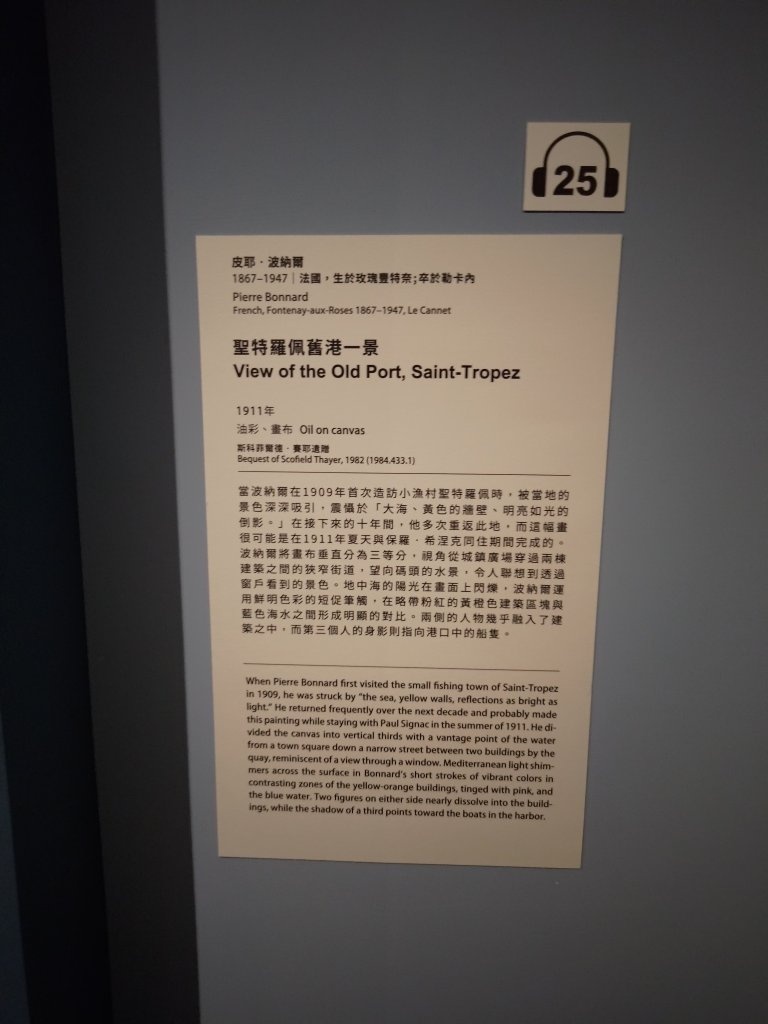 25
皮耶．波納爾
1867–1947｜法國，生於玫瑰豐特奈；卒於勒卡內
Pierre Bonnard
French, Fontenay-aux-Roses 1867–1947, Le Cannet
聖特羅佩舊港一景
View of the Old Port, Saint-Tropez
1911年
油彩、畫布 Oil on canvas
斯科菲爾德．賽耶遺贈
Bequest of Scofield Thayer, 1982 (1984.433.1)
當波納爾在1909年首次造訪小漁村聖特羅佩時，被當地的
景色深深吸引，震懾於「大海、黃色的牆壁、明亮如光的
倒影。」在接下來的十年間，他多次重返此地，而這幅畫
很可能是在1911年夏天與保羅．希涅克同住期間完成的。
波納爾將畫布垂直分為三等分，視角從城鎮廣場穿過兩棟
建築之間的狹窄街道，望向碼頭的水景，令人聯想到透過
窗戶看到的景色。地中海的陽光在畫面上閃爍，波納爾運
用鮮明色彩的短促筆觸，在略帶粉紅的黃橙色建築區塊與
藍色海水之間形成明顯的對比。兩側的人物幾乎融入了建
築之中，而第三個人的身影則指向港口中的船隻。
When Pierre Bonnard first visited the small fishing town of Saint-Tropez
in 1909, he was struck by “the sea, yellow walls, reflections as bright as
light.” He returned frequently over the next decade and probably made
this painting while staying with Paul Signac in the summer of 1911. He di-
vided the canvas into vertical thirds with a vantage point of the water
from a town square down a narrow street between two buildings by the
quay, reminiscent of a view through a window. Mediterranean light shim-
mers across the surface in Bonnard’s short strokes of vibrant colors in
contrasting zones of the yellow-orange buildings, tinged with pink, and
the blue water. Two figures on either side nearly dissolve into the build-
ings, while the shadow of a third points toward the boats in the harbor.